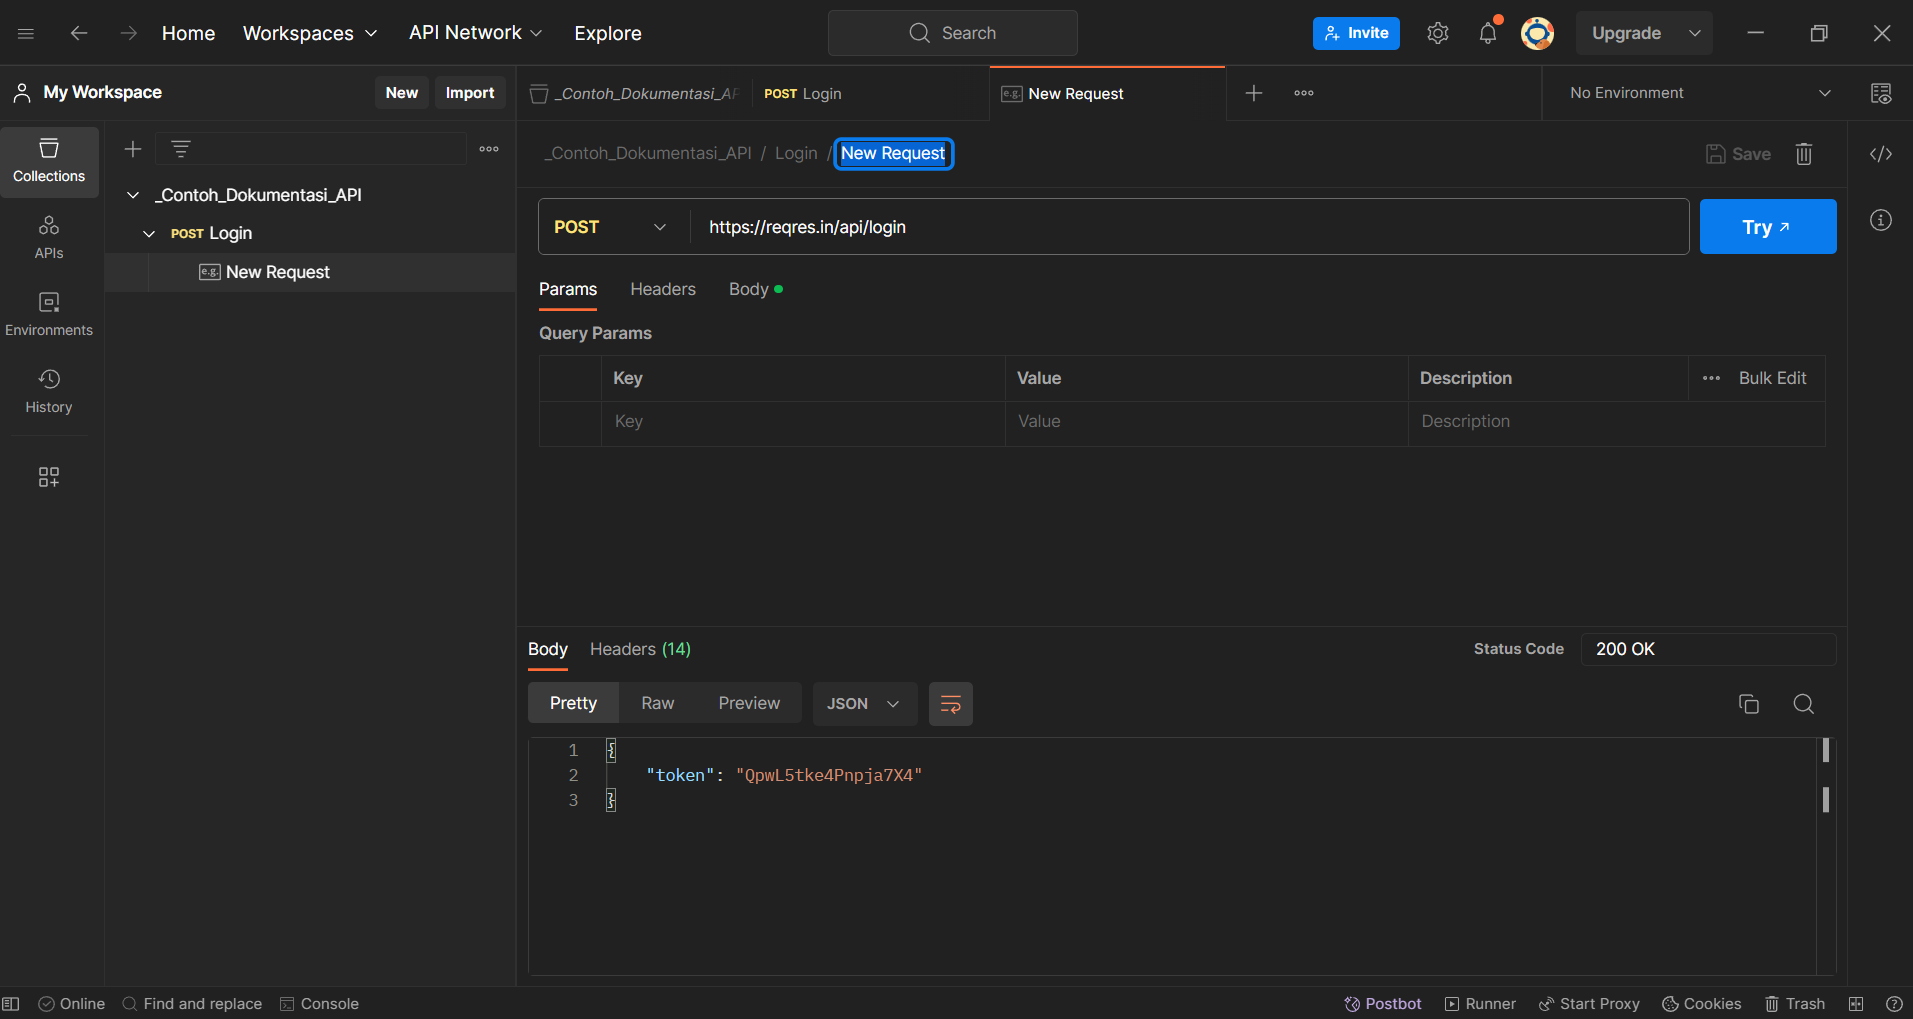 Home Workspaces API Network Explore Search Invite Upgrade
My Workspace New Import _Contoh_Dokumentasi_AP POST Login e.g. New Request No Environment
Collections
APIs
Environments
History
_Contoh_Dokumentasi_API
POST Login
e.g. New Request
_Contoh_Dokumentasi_API / Login / New Request Save
POST https://reqres.in/api/login Try
Params Headers Body
Query Params
Key Value Description Bulk Edit
Key Value Description
Body Headers (14) Status Code 200 OK
Pretty Raw Preview JSON
1 {
2 "token": "QpwL5tke4Pnpja7X4"
3 }
Online Find and replace Console Postbot Runner Start Proxy Cookies Trash